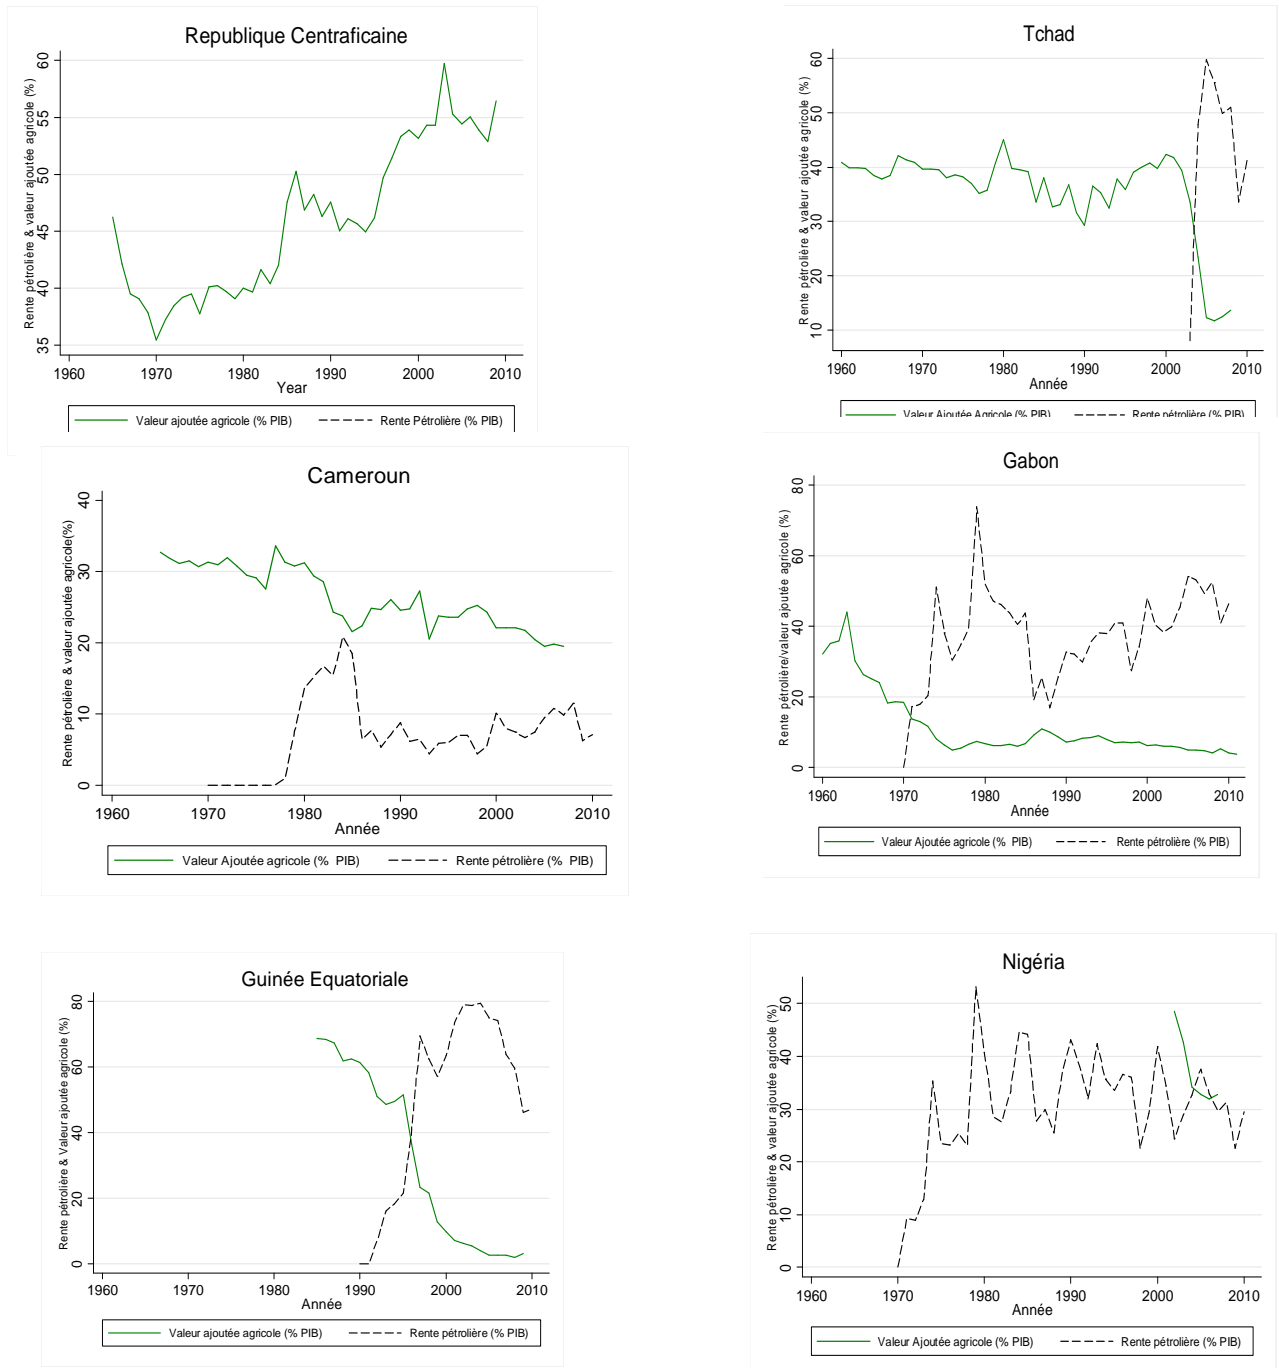 Republique Centraficaine
Rente pétrolière & valeur ajoutée agricole (%)
60
55
50
45
40
35
1960 1970 1980 1990 2000 2010
Year
Valeur ajoutée agricole (% PIB) Rente Pétrolière (% PIB)
Tchad
Rente pétrolière & valeur ajoutée agricole (%)
60
50
40
30
20
10
1960 1970 1980 1990 2000 2010
Année
Valeur Ajoutée Agricole (% PIB) Rente pétrolière (% PIB)
Cameroun
Rente pétrolière & valeur ajoutée agricole(%)
40
30
20
10
0
1960 1970 1980 1990 2000 2010
Année
Valeur Ajoutée agricole (% PIB) Rente pétrolière (% PIB)
Gabon
Rente pétrolière/valeur ajoutée agricole (%)
80
60
40
20
0
1960 1970 1980 1990 2000 2010
Année
Valeur Ajoutée agricole (% PIB) Rente pétrolière (% PIB)
Guinée Equatoriale
Rente pétrolière & Valeur ajoutée agricole (%)
80
60
40
20
0
1960 1970 1980 1990 2000 2010
Année
Valeur ajoutée agricole (% PIB) Rente pétrolière (% PIB)
Nigéria
Rente pétrolière & valeur ajoutée agricole (%)
50
40
30
20
10
0
1960 1970 1980 1990 2000 2010
Année
Valeur Ajoutée agricole (% PIB) Rente pétrolière (% PIB)